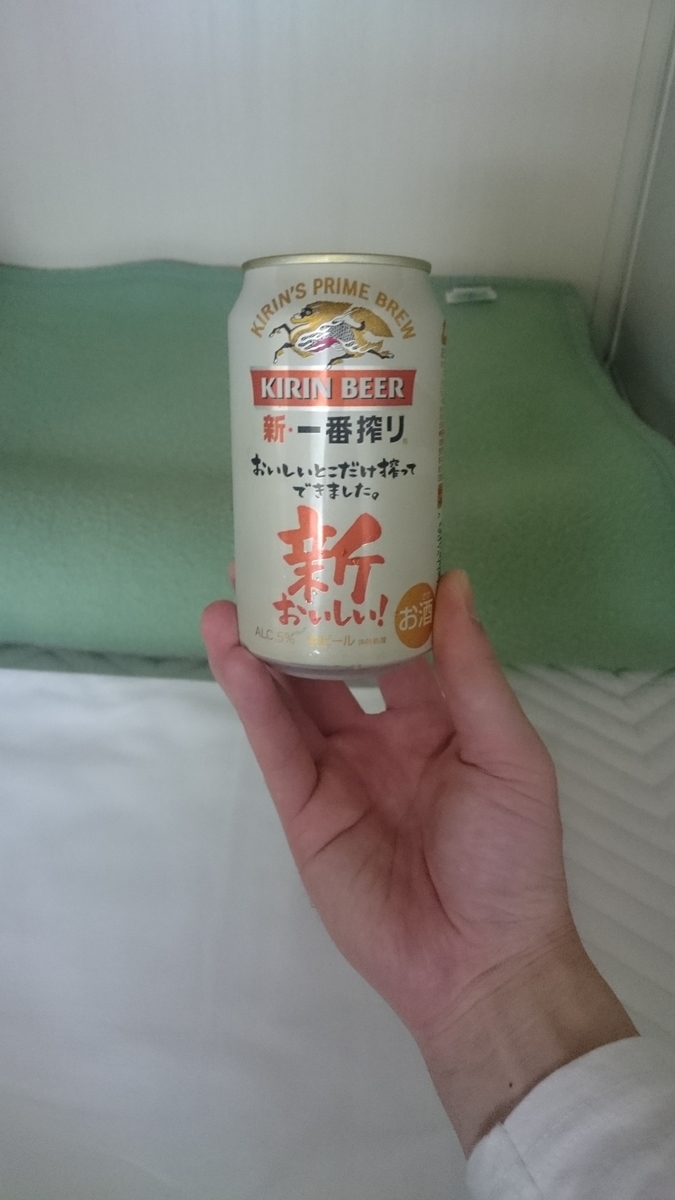 KIRIN'S PRIME BREW
KIRIN BEER
新・一番搾り
おいしいとこだけ搾って
できました。
新
おいしい!
お酒
ALC.5% 生ビール